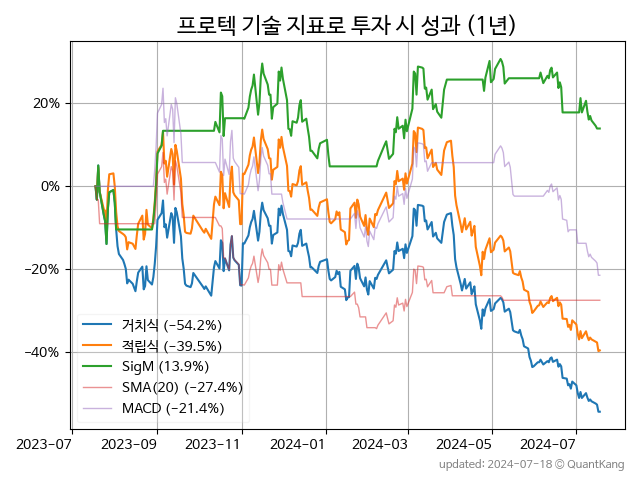 프로텍 기술 지표로 투자 시 성과 (1년)
20%
0%
−20%
−40%
거치식 (−54.2%)
적립식 (−39.5%)
SigM (13.9%)
SMA(20) (−27.4%)
MACD (−21.4%)
2023-07 2023-09 2023-11 2024-01 2024-03 2024-05 2024-07
updated: 2024-07-18 © QuantKang